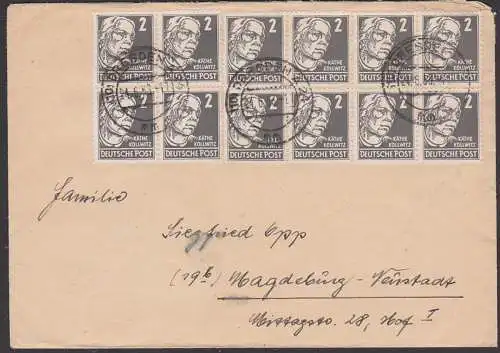 2 2 2 2 2 2
KÄTHE KOLLWITZ KÄTHE KOLLWITZ KÄTHE KOLLWITZ KÄTHE KOLLWITZ KÄTHE KOLLWITZ KÄTHE KOLLWITZ
DEUTSCHE POST DEUTSCHE POST DEUTSCHE POST DEUTSCHE POST DEUTSCHE POST DEUTSCHE POST
2 2 2 2 2 2
KÄTHE KOLLWITZ KÄTHE KOLLWITZ KÄTHE KOLLWITZ KÄTHE KOLLWITZ KÄTHE KOLLWITZ KÄTHE KOLLWITZ
DEUTSCHE POST DEUTSCHE POST DEUTSCHE POST DEUTSCHE POST DEUTSCHE POST DEUTSCHE POST
DRESDEN
Familie
Siegfried Opp
(19b) Magdeburg-Neustadt
Mittagstr. 28, Hof I